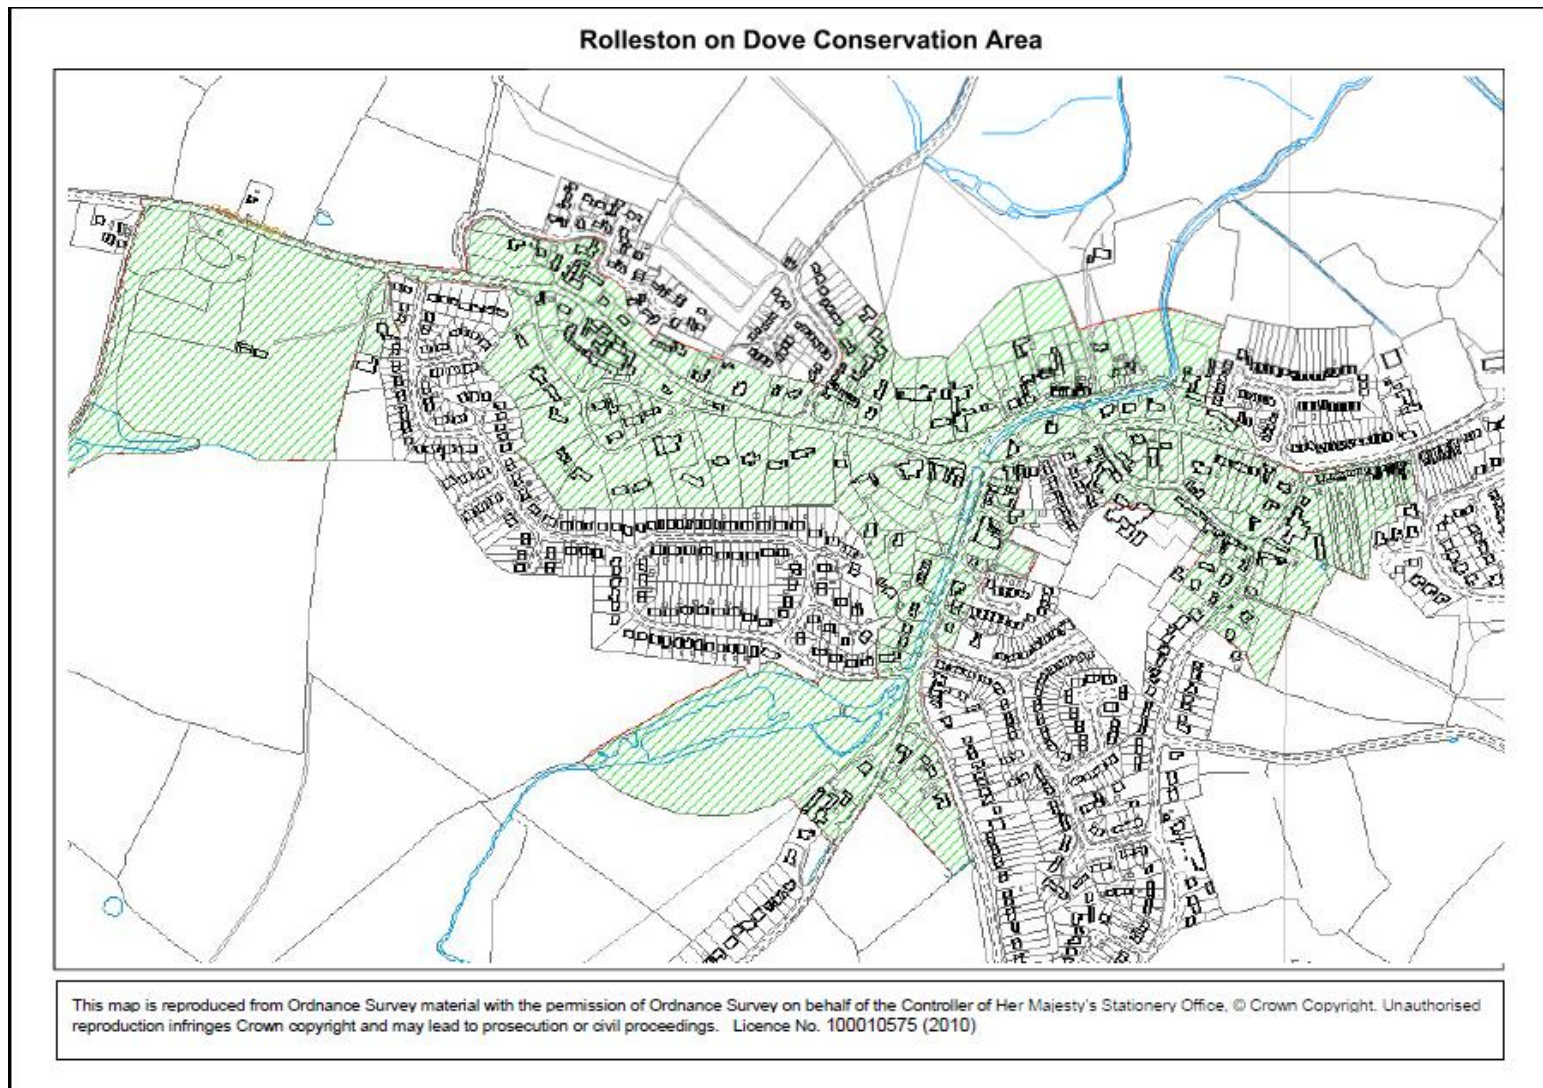 Rolleston on Dove Conservation Area
This map is reproduced from Ordnance Survey material with the permission of Ordnance Survey on behalf of the Controller of Her Majesty's Stationery Office, © Crown Copyright. Unauthorised
reproduction infringes Crown copyright and may lead to prosecution or civil proceedings. Licence No. 100010575 (2010)